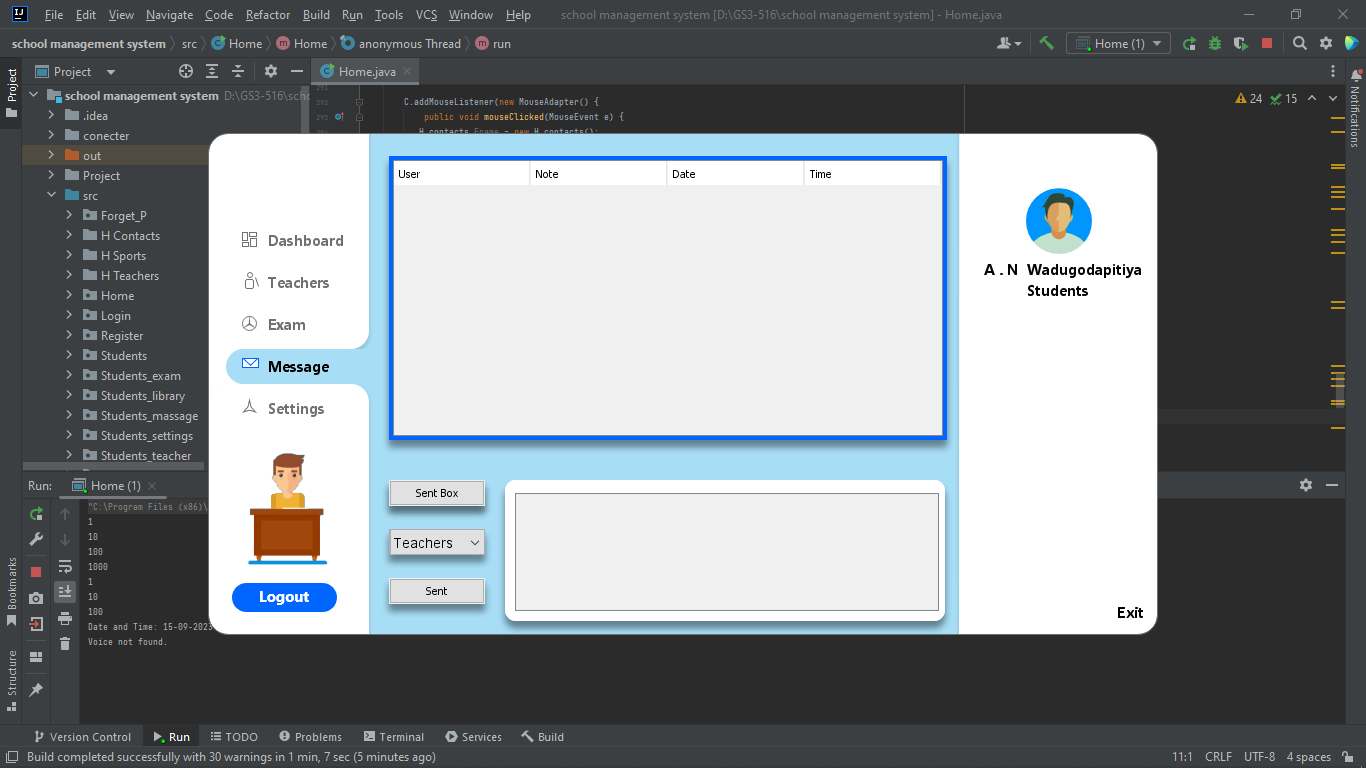 File Edit View Navigate Code Refactor Build Run Tools VCS Window Help school management system [D:\GS3-516\school management system] - Home.java
school management system src Home Home anonymous Thread run Home (1)
Project Home.java
Project
school management system D:\GS3-516\scho
.idea
conecter
out
Project
src
Forget_P
H Contacts
H Sports
H Teachers
Home
Login
Register
Students
Students_exam
Students_library
Students_massage
Students_settings
Students_teacher
292 C.addMouseListener(new MouseAdapter() {
293 public void mouseClicked(MouseEvent e) {
H_contacts Frame = new H_contacts();
24 15
Notifications
Dashboard
Teachers
Exam
Message
Settings
Logout
User Note Date Time
Sent Box
Teachers
Sent
A . N Wadugodapitiya
Students
Exit
Run: Home (1)
"C:\Program Files (x86)\
1
10
100
1000
1
10
100
Date and Time: 15-09-2023
Voice not found.
Bookmarks
Structure
Version Control Run TODO Problems Terminal Services Build
Build completed successfully with 30 warnings in 1 min, 7 sec (5 minutes ago) 11:1 CRLF UTF-8 4 spaces